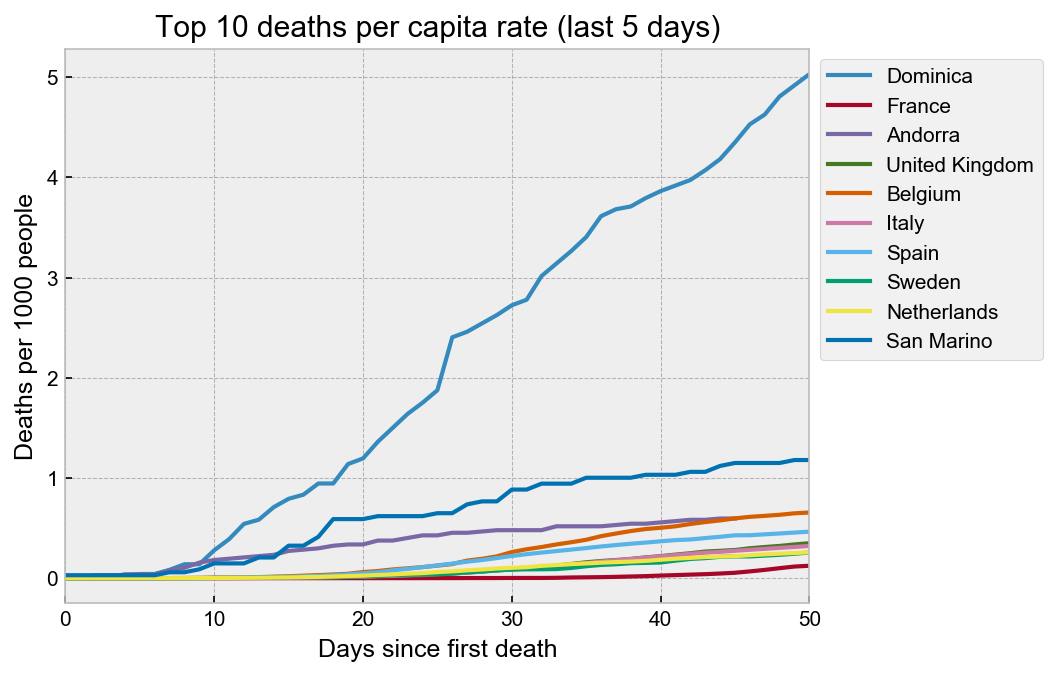 Top 10 deaths per capita rate (last 5 days)
Deaths per 1000 people
5
4
3
2
1
0
0 10 20 30 40 50
Days since first death
Dominica
France
Andorra
United Kingdom
Belgium
Italy
Spain
Sweden
Netherlands
San Marino